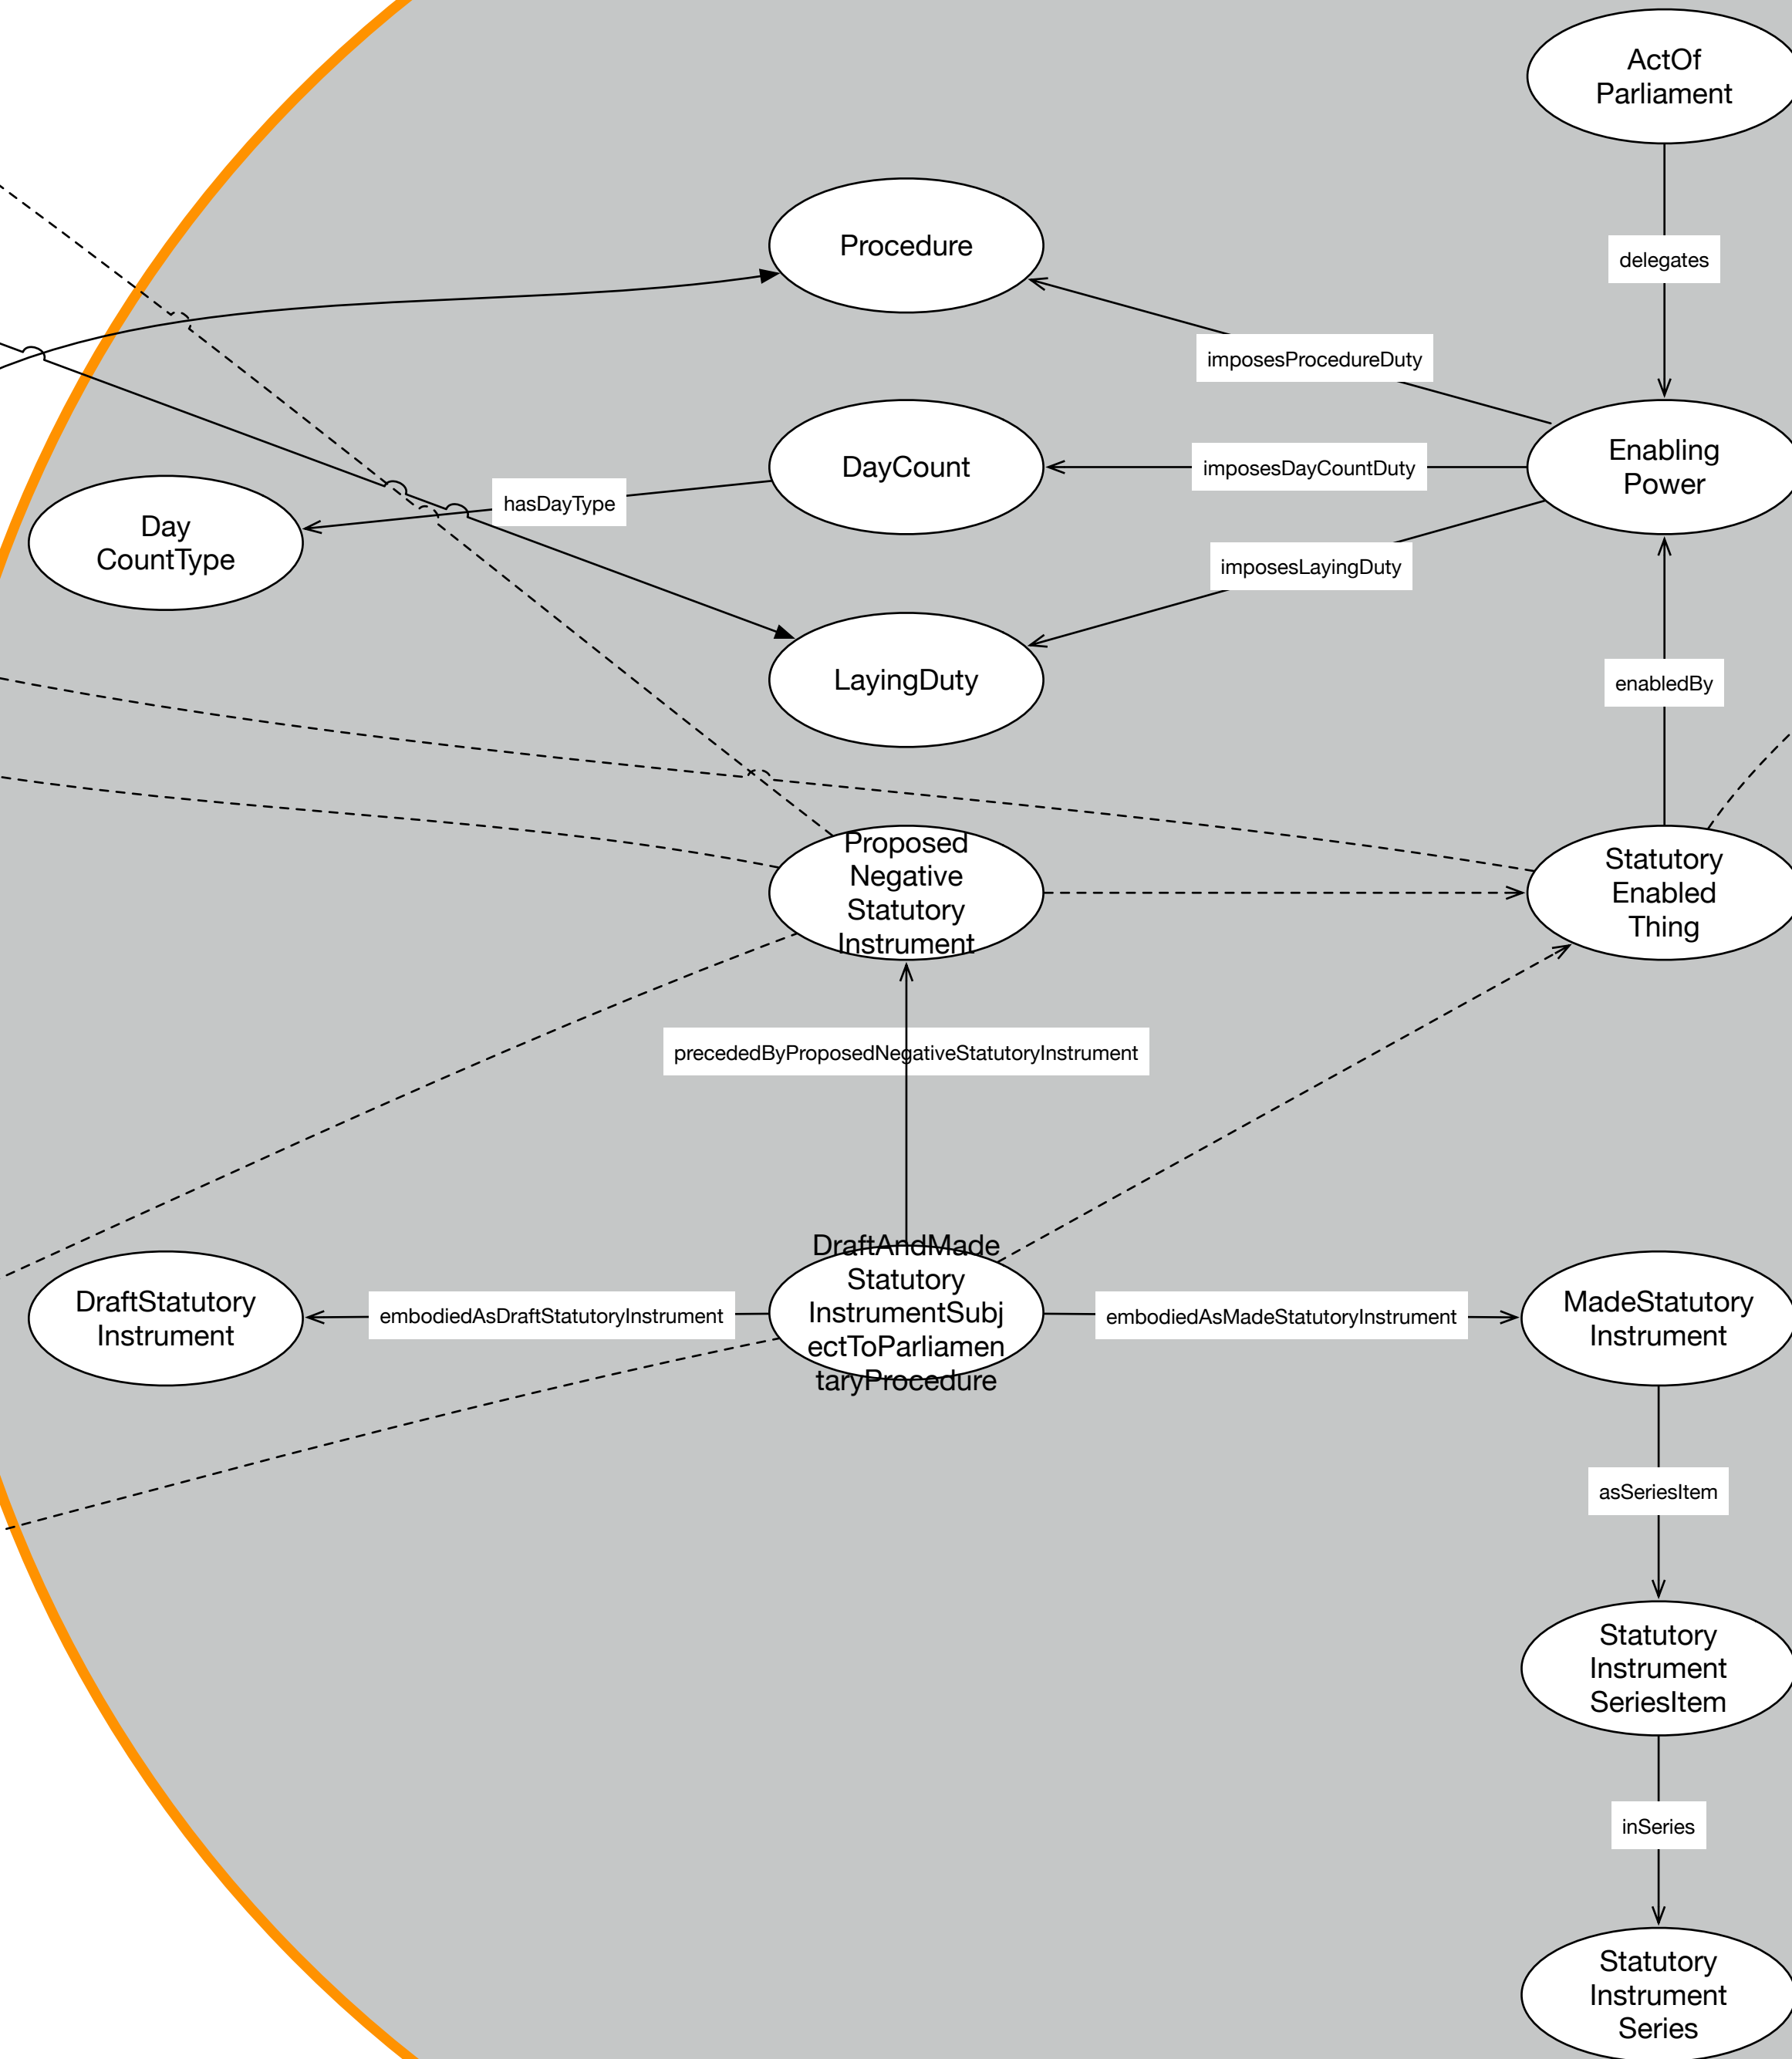 ActOf
Parliament
delegates
Procedure
imposesProcedureDuty
Enabling
Power
DayCount
imposesDayCountDuty
hasDayType
Day
CountType
imposesLayingDuty
LayingDuty
enabledBy
Proposed
Negative
Statutory
Instrument
Statutory
Enabled
Thing
precededByProposedNegativeStatutoryInstrument
DraftStatutory
Instrument
embodiedAsDraftStatutoryInstrument
DraftAndMade
Statutory
InstrumentSubj
ectToParliamen
taryProcedure
embodiedAsMadeStatutoryInstrument
MadeStatutory
Instrument
asSeriesItem
Statutory
Instrument
SeriesItem
inSeries
Statutory
Instrument
Series